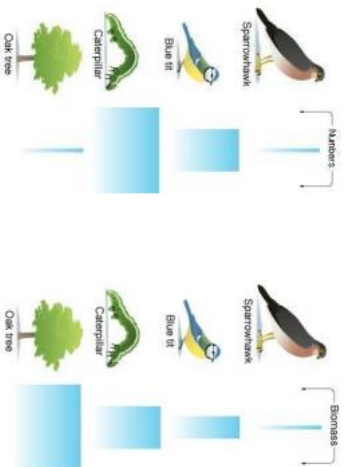 Numbers
Sparrowhawk
Blue tit
Caterpillar
Oak tree
Biomass
Sparrowhawk
Blue tit
Caterpillar
Oak tree